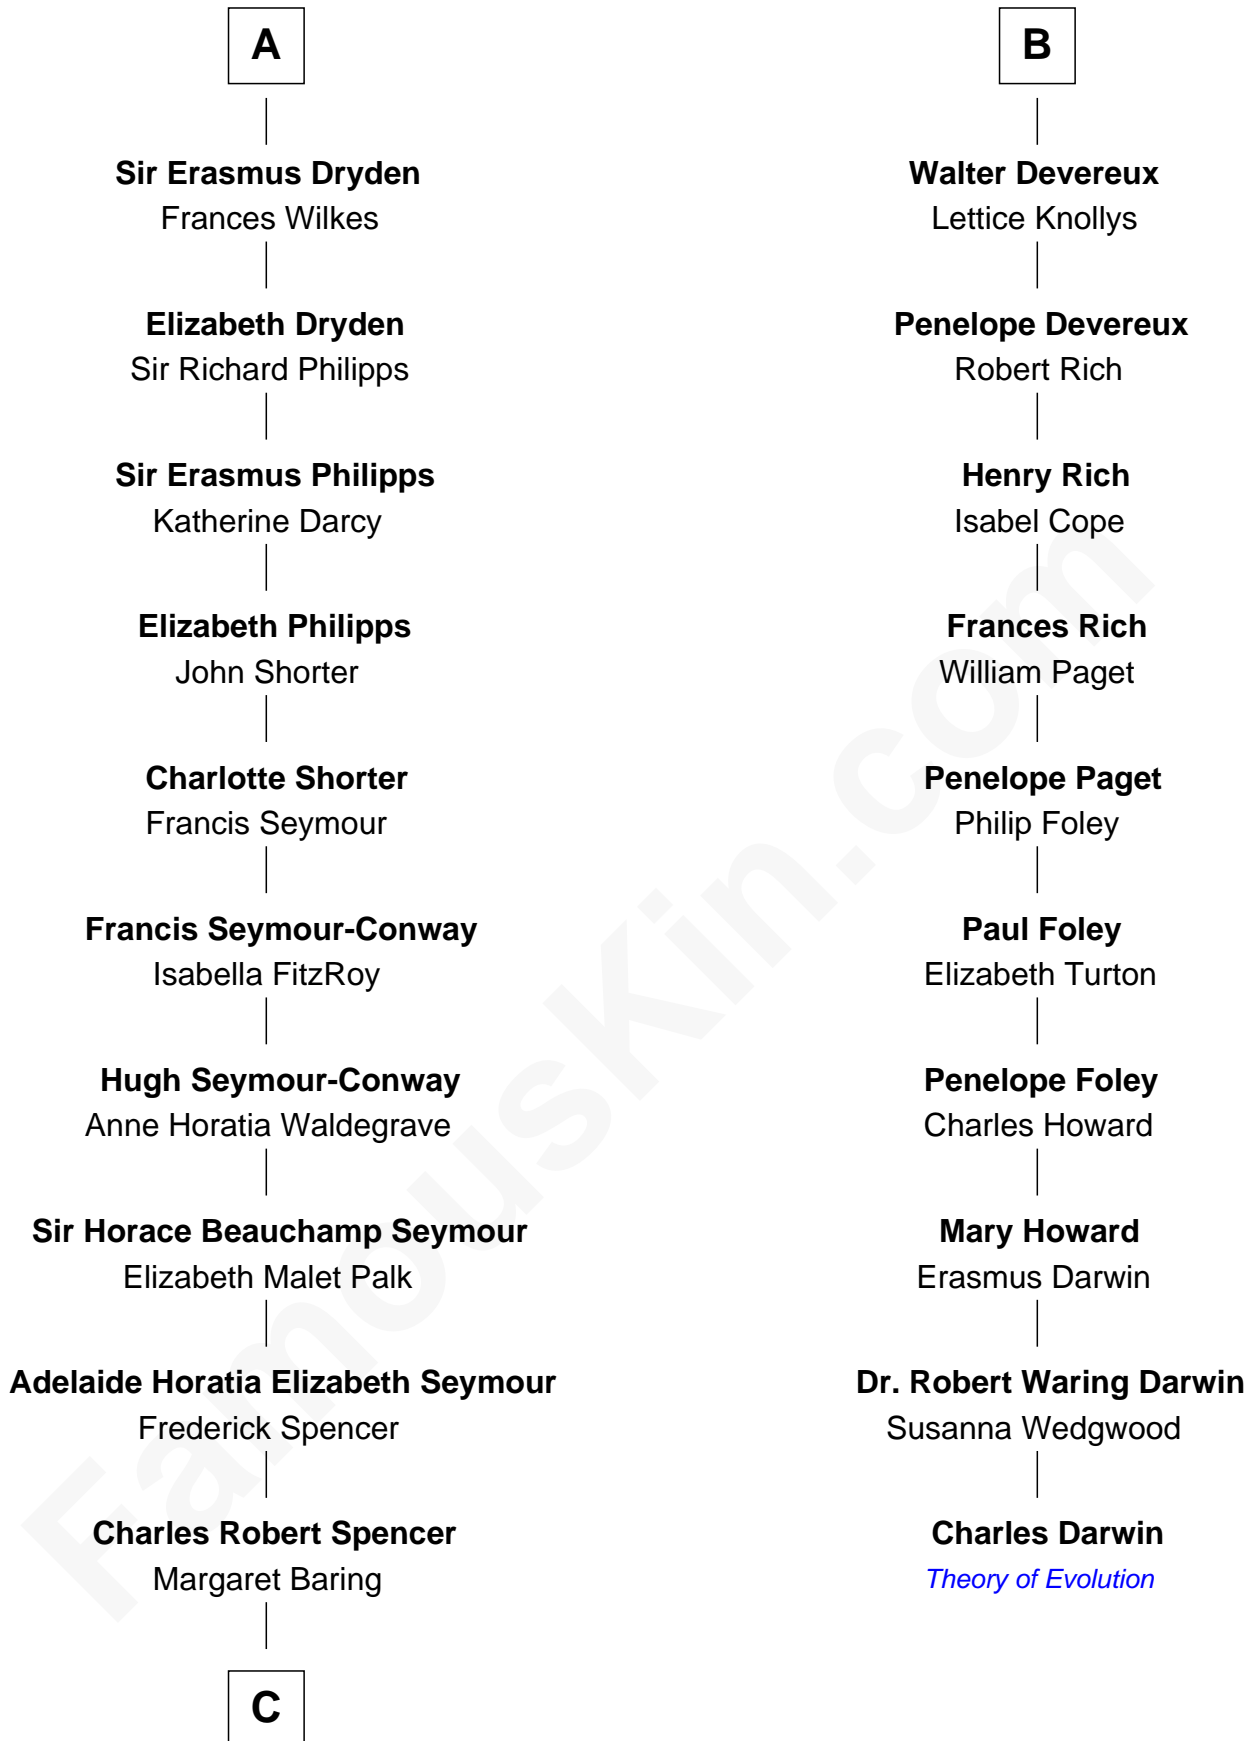 A
Sir Erasmus Dryden
Frances Wilkes
Elizabeth Dryden
Sir Richard Philipps
Sir Erasmus Philipps
Katherine Darcy
Elizabeth Philipps
John Shorter
Charlotte Shorter
Francis Seymour
Francis Seymour-Conway
Isabella FitzRoy
Hugh Seymour-Conway
Anne Horatia Waldegrave
Sir Horace Beauchamp Seymour
Elizabeth Malet Palk
Adelaide Horatia Elizabeth Seymour
Frederick Spencer
Charles Robert Spencer
Margaret Baring
C
B
Walter Devereux
Lettice Knollys
Penelope Devereux
Robert Rich
Henry Rich
Isabel Cope
Frances Rich
William Paget
Penelope Paget
Philip Foley
Paul Foley
Elizabeth Turton
Penelope Foley
Charles Howard
Mary Howard
Erasmus Darwin
Dr. Robert Waring Darwin
Susanna Wedgwood
Charles Darwin
Theory of Evolution
FamousKin.com